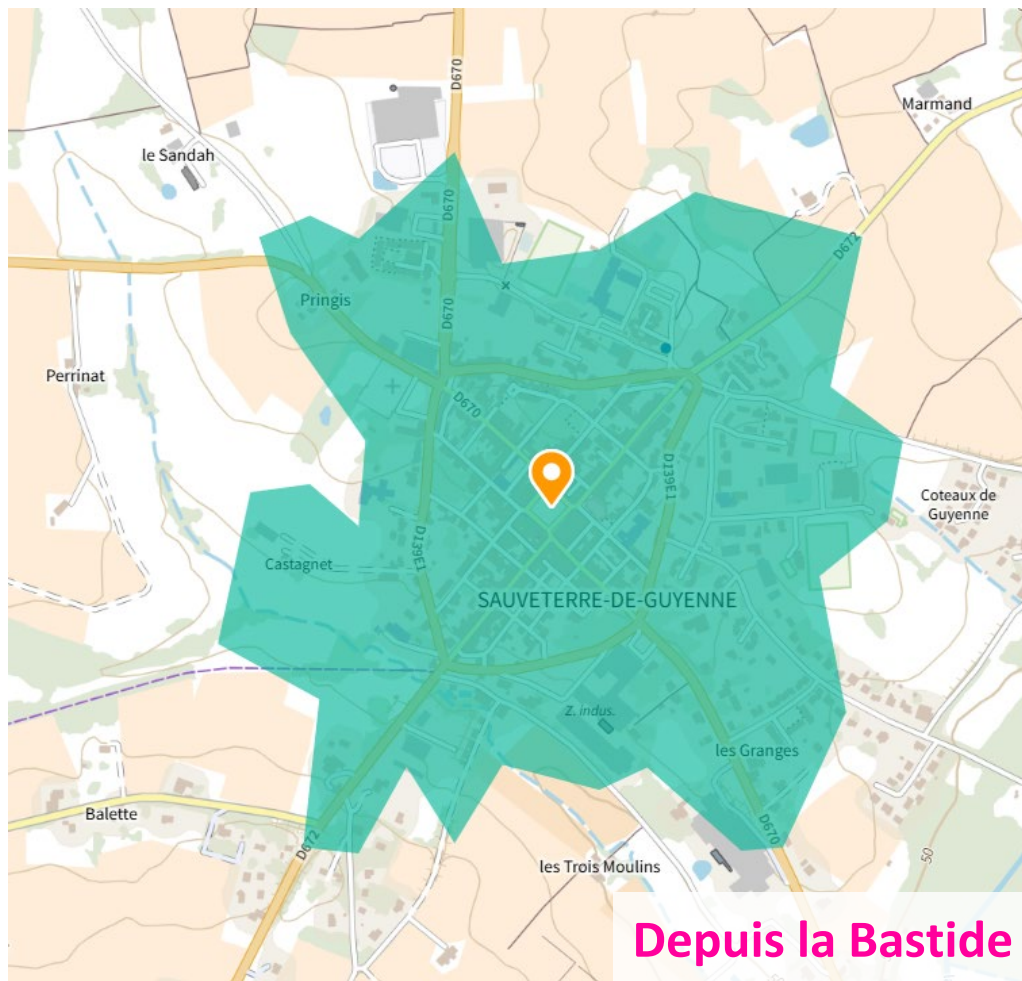 D670
Marmand
le Sandah
D670
D672
Pringis
D670
Perrinat
D670
D139E1
Coteaux de
Guyenne
D139E1
Castagnet
SAUVETERRE-DE-GUYENNE
Z. indus.
les Granges
Balette
D670
D672
les Trois Moulins
50
Depuis la Bastide